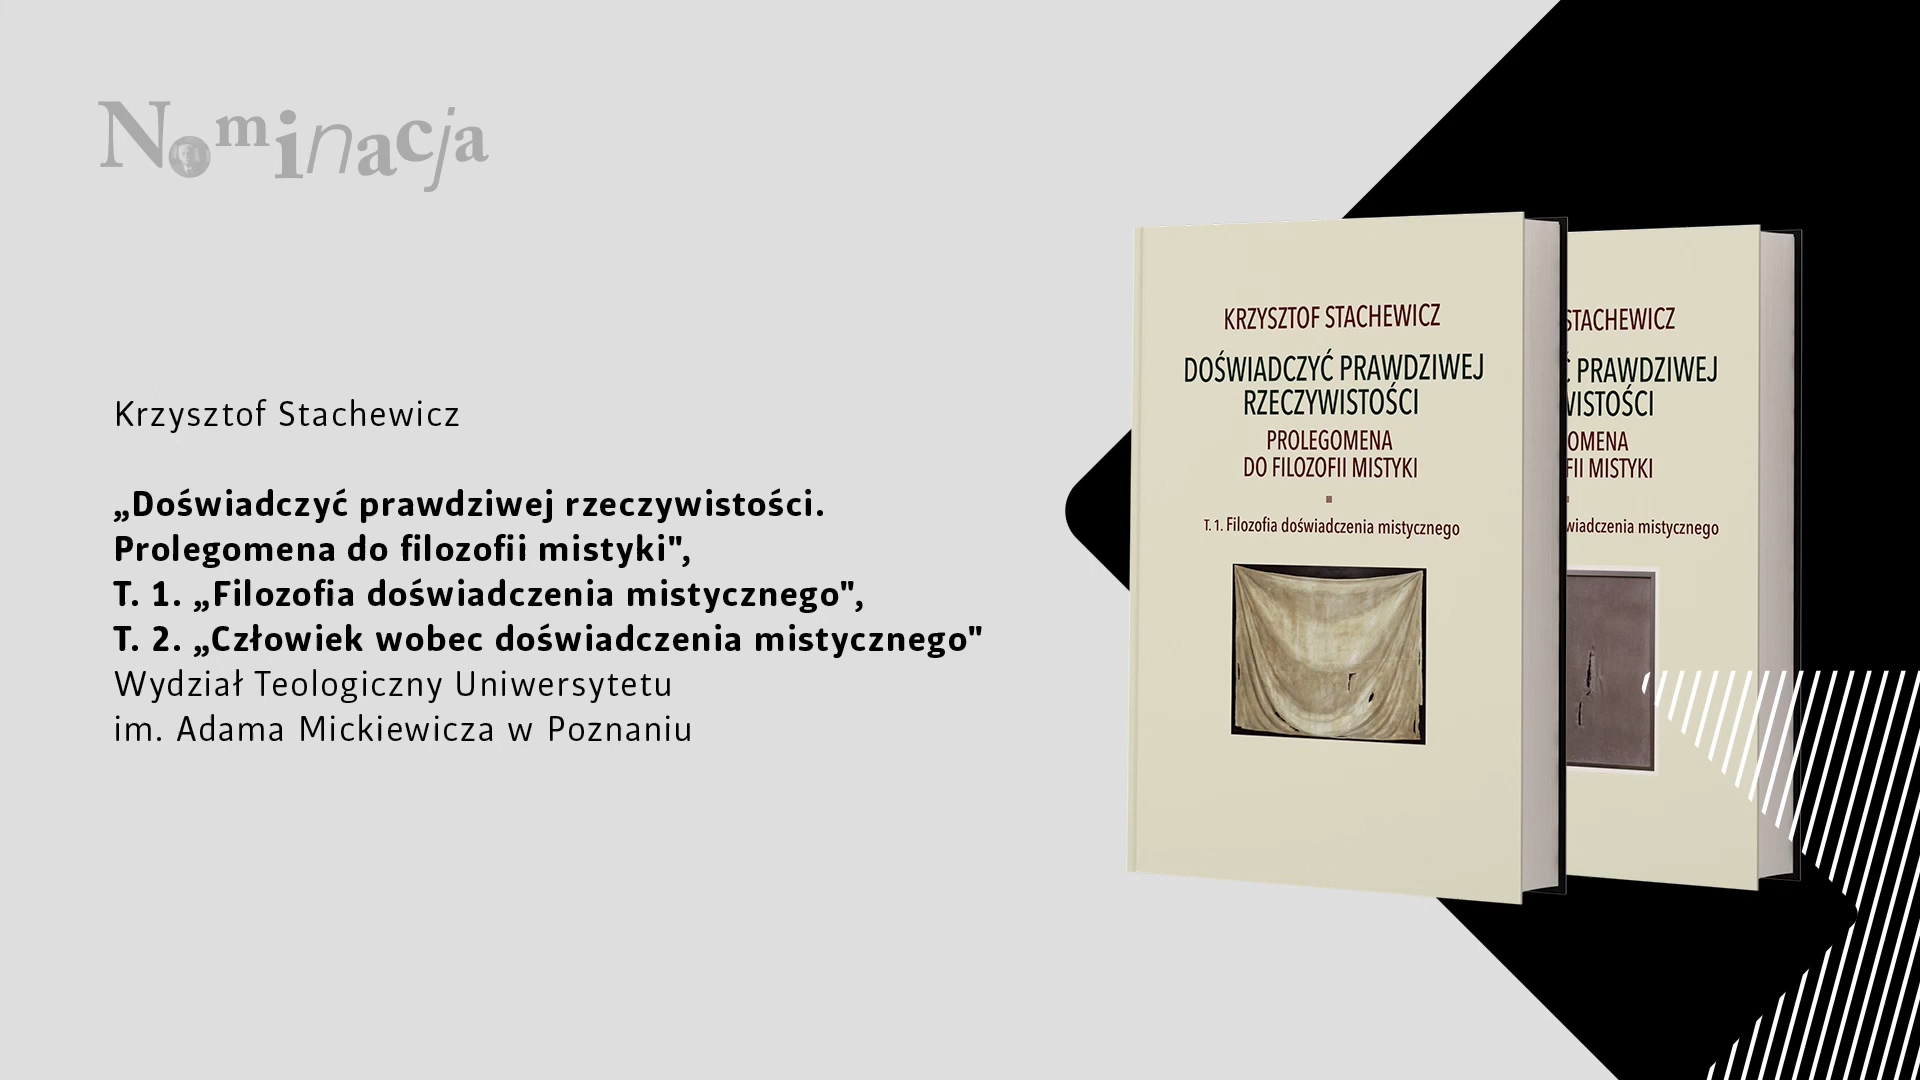 Nominacja
Krzysztof Stachewicz
„Doświadczyć prawdziwej rzeczywistości.
Prolegomena do filozofii mistyki",
T. 1. „Filozofia doświadczenia mistycznego",
T. 2. „Człowiek wobec doświadczenia mistycznego"
Wydział Teologiczny Uniwersytetu
im. Adama Mickiewicza w Poznaniu
KRZYSZTOF STACHEWICZ
DOŚWIADCZYĆ PRAWDZIWEJ
RZECZYWISTOŚCI
PROLEGOMENA
DO FILOZOFII MISTYKI
T. 1. Filozofia doświadczenia mistycznego
STACHEWICZ
Ć PRAWDZIWEJ
WISTOŚCI
OMENA
FII MISTYKI
wiadczenia mistycznego